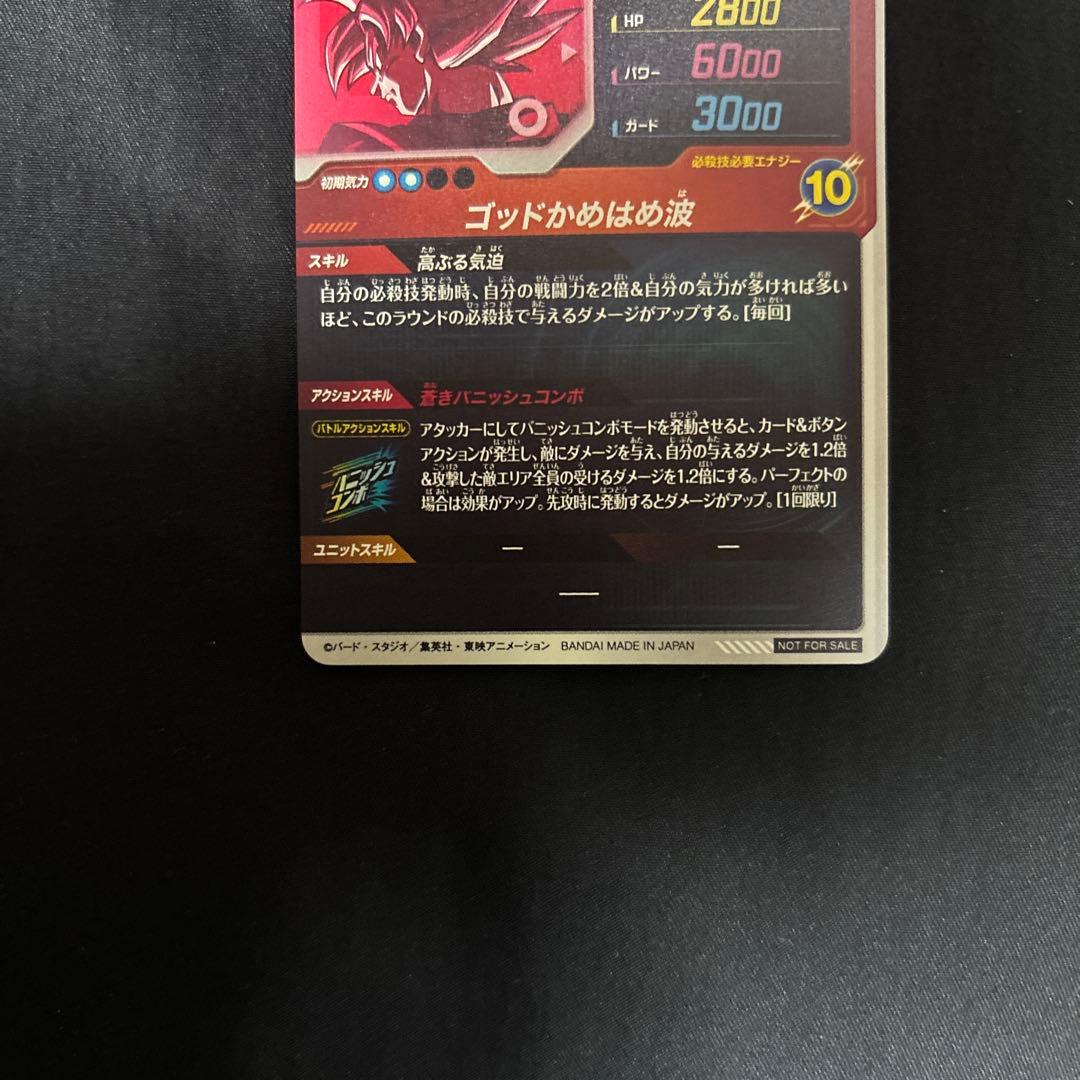 HP 2800
パワー 6000
ガード 3000
初期気力
必殺技必要エナジー 10
ゴッドかめはめ波
は
スキル 高ぶる気迫
たか きはく
自分の必殺技発動時、自分の戦闘力を2倍&自分の気力が多ければ多い
ほど、このラウンドの必殺技で与えるダメージがアップする。[毎回]
アクションスキル 蒼きバニッシュコンボ
バトルアクションスキル
バニッシュ
コンボ
アタッカーにしてバニッシュコンボモードを発動させると、カード&ボタン
アクションが発生し、敵にダメージを与え、自分の与えるダメージを1.2倍
&攻撃した敵エリア全員の受けるダメージを1.2倍にする。パーフェクトの
場合は効果がアップ。先攻時に発動するとダメージがアップ。[1回限り]
ユニットスキル — —
—
©バード・スタジオ／集英社・東映アニメーション BANDAI MADE IN JAPAN NOT FOR SALE